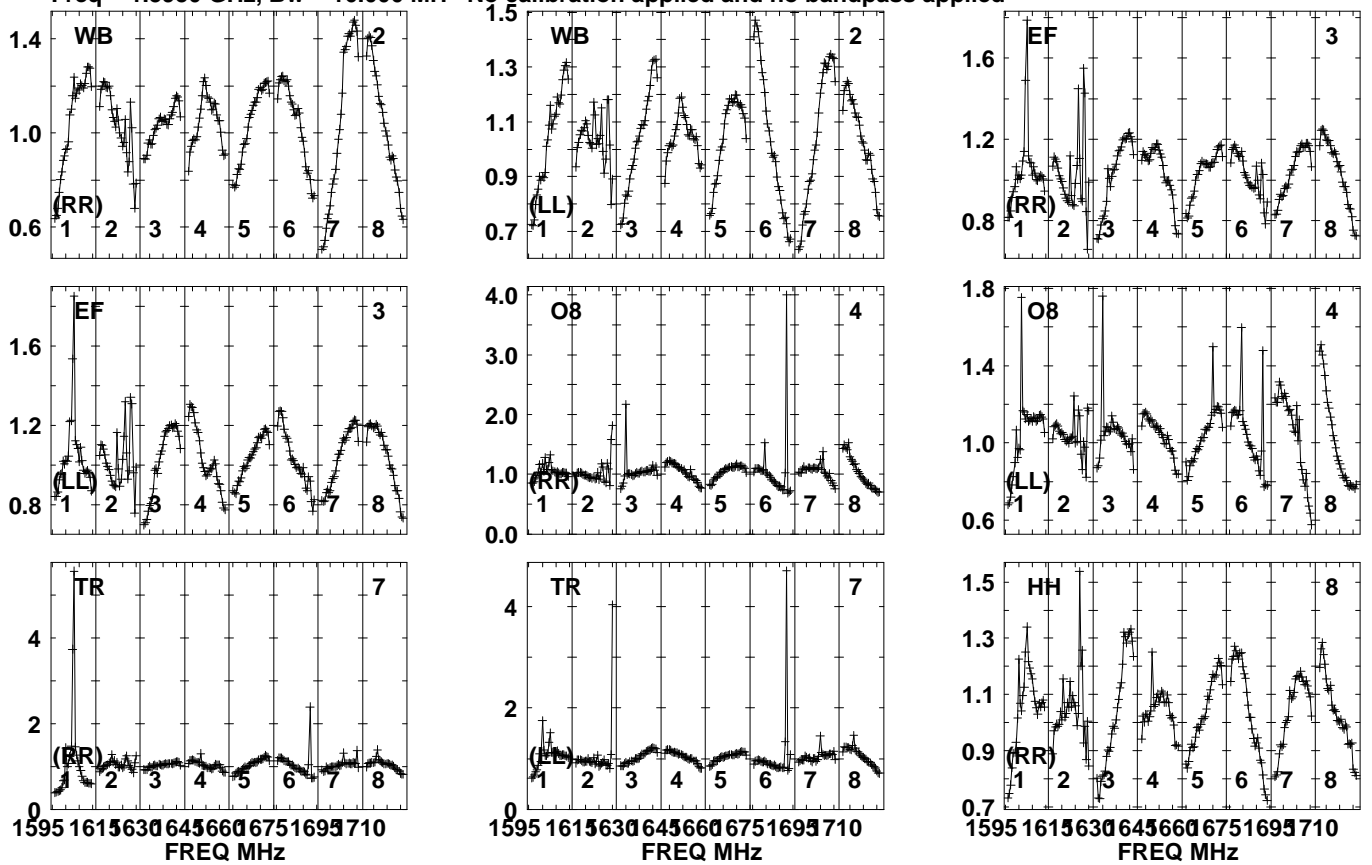 No calibration applied and no bandpass applied
WB 2
1.4
1.0
0.6
(RR)
1 2 3 4 5 6 7 8
WB 2
1.5
1.3
1.1
0.9
0.7
(LL)
1 2 3 4 5 6 7 8
EF 3
1.6
1.2
0.8
(RR)
1 2 3 4 5 6 7 8
EF 3
1.6
1.2
0.8
(LL)
1 2 3 4 5 6 7 8
O8 4
4.0
3.0
2.0
1.0
0.0
(RR)
1 2 3 4 5 6 7 8
O8 4
1.8
1.4
1.0
0.6
(LL)
1 2 3 4 5 6 7 8
TR 7
4
2
0
(RR)
1 2 3 4 5 6 7 8
TR 7
4
2
0
(LL)
1 2 3 4 5 6 7 8
HH 8
1.5
1.3
1.1
0.9
0.7
(RR)
1 2 3 4 5 6 7 8
1595 1615 1630 1645 1660 1675 1695 1710
FREQ MHz
1595 1615 1630 1645 1660 1675 1695 1710
FREQ MHz
1595 1615 1630 1645 1660 1675 1695 1710
FREQ MHz